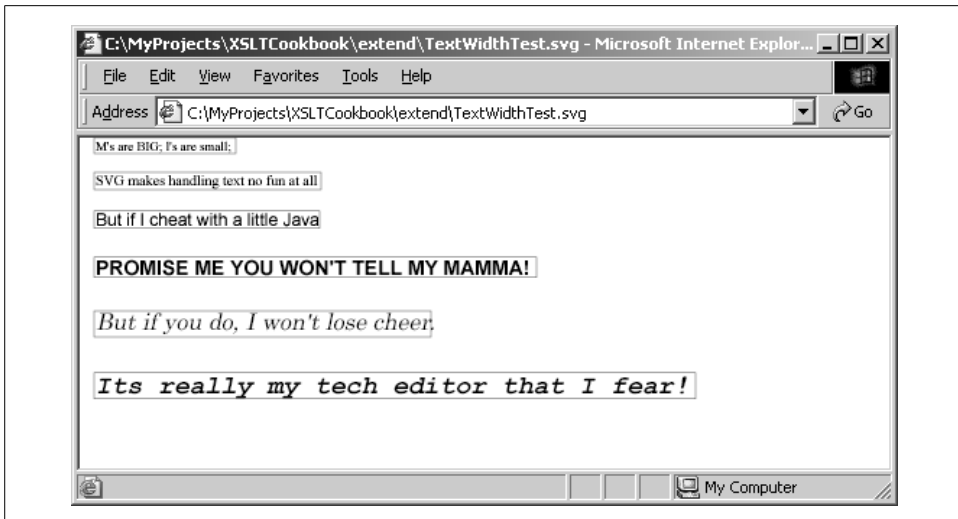 C:\MyProjects\XSLTCookbook\extend\TextWidthTest.svg - Microsoft Internet Explor...
File Edit View Favorites Tools Help
Address C:\MyProjects\XSLTCookbook\extend\TextWidthTest.svg Go
M's are BIG; I's are small;
SVG makes handling text no fun at all
But if I cheat with a little Java
PROMISE ME YOU WON'T TELL MY MAMMA!
But if you do, I won't lose cheer.
Its really my tech editor that I fear!
My Computer